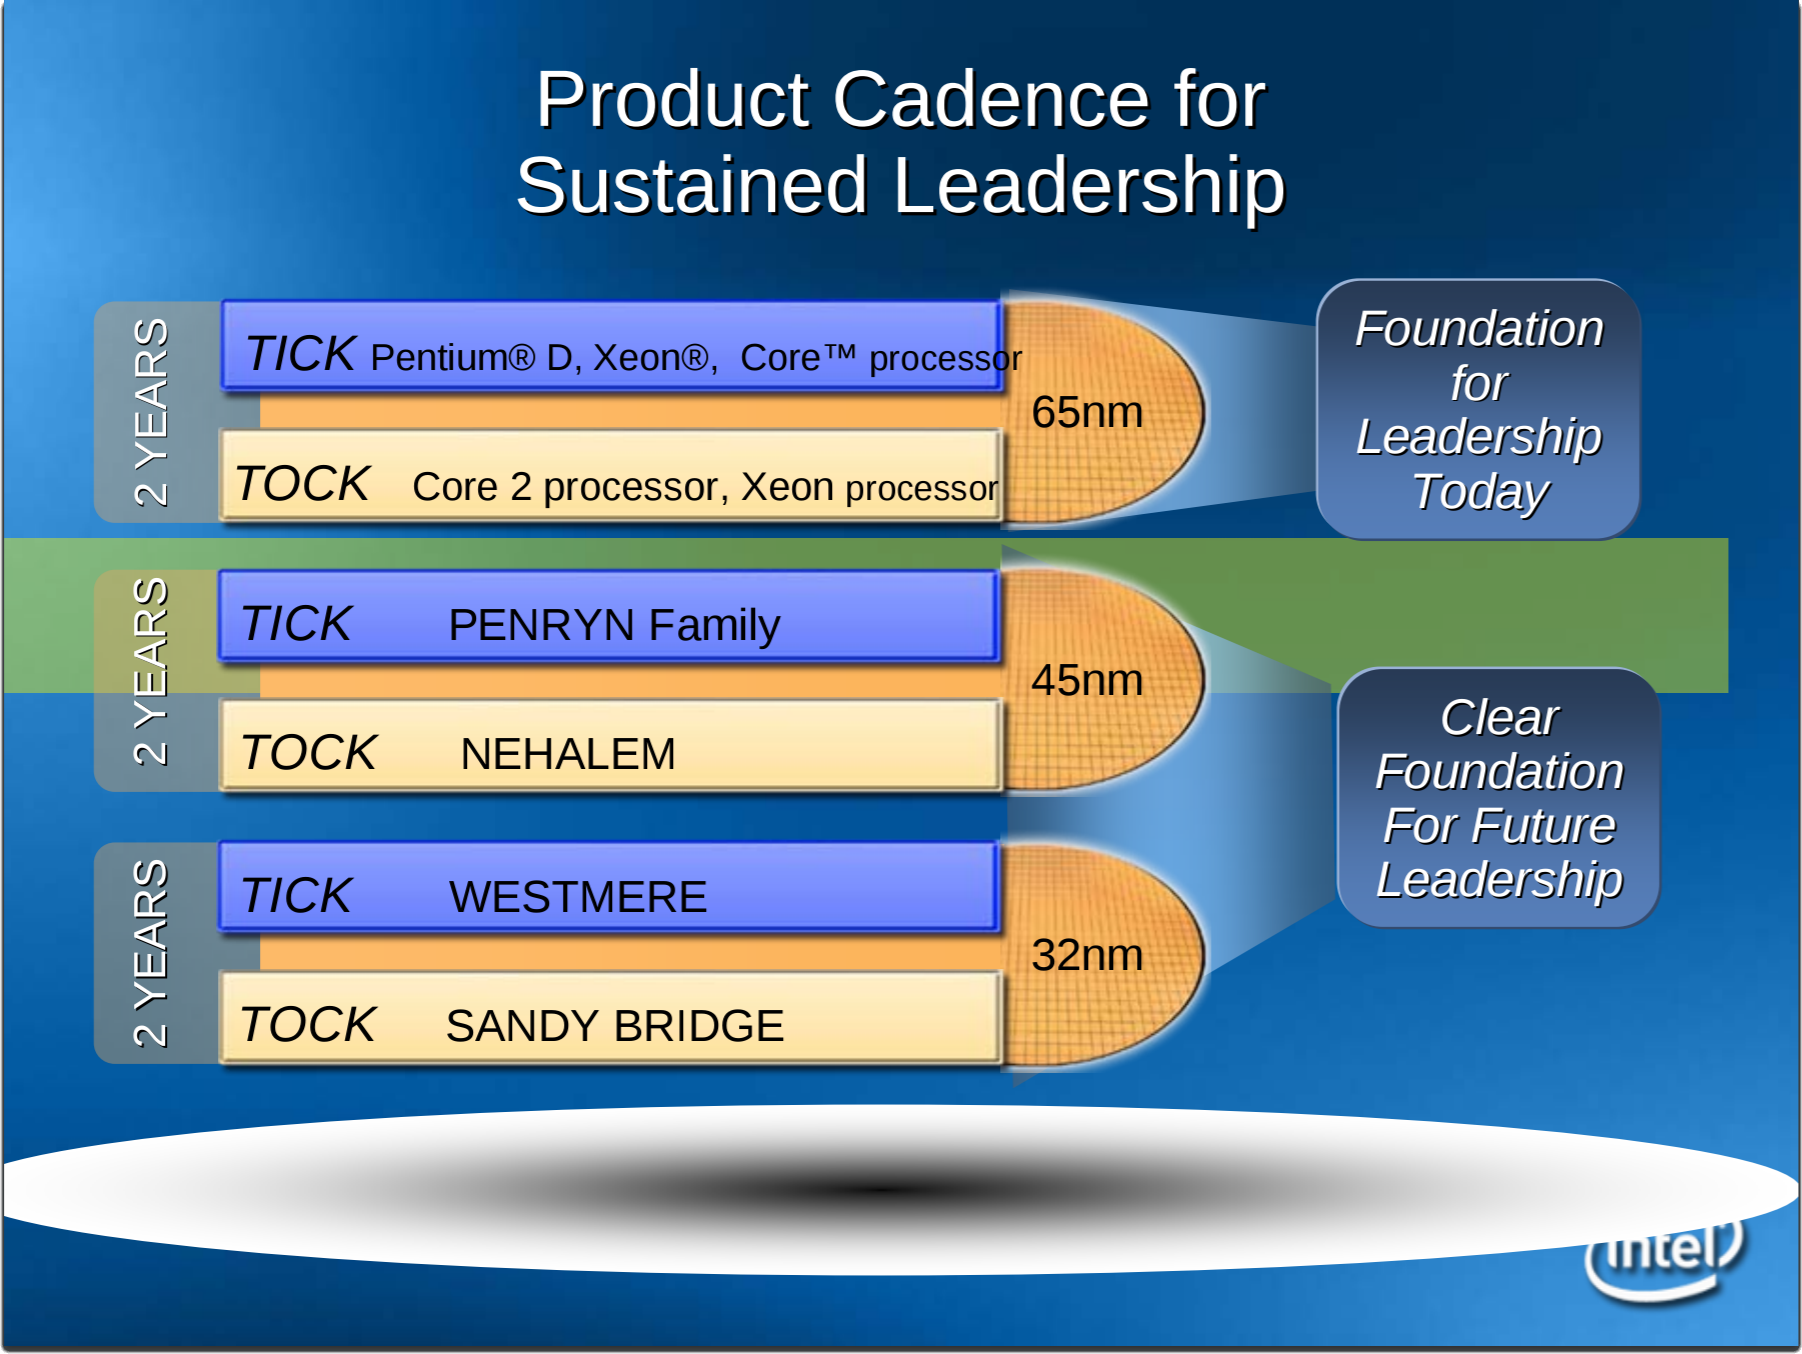 Product Cadence for
Sustained Leadership
2 YEARS
TICK Pentium® D, Xeon®, Core™ processor
TOCK Core 2 processor, Xeon processor
65nm
Foundation
for
Leadership
Today
2 YEARS
TICK PENRYN Family
TOCK NEHALEM
45nm
2 YEARS
TICK WESTMERE
TOCK SANDY BRIDGE
32nm
Clear
Foundation
For Future
Leadership
intel